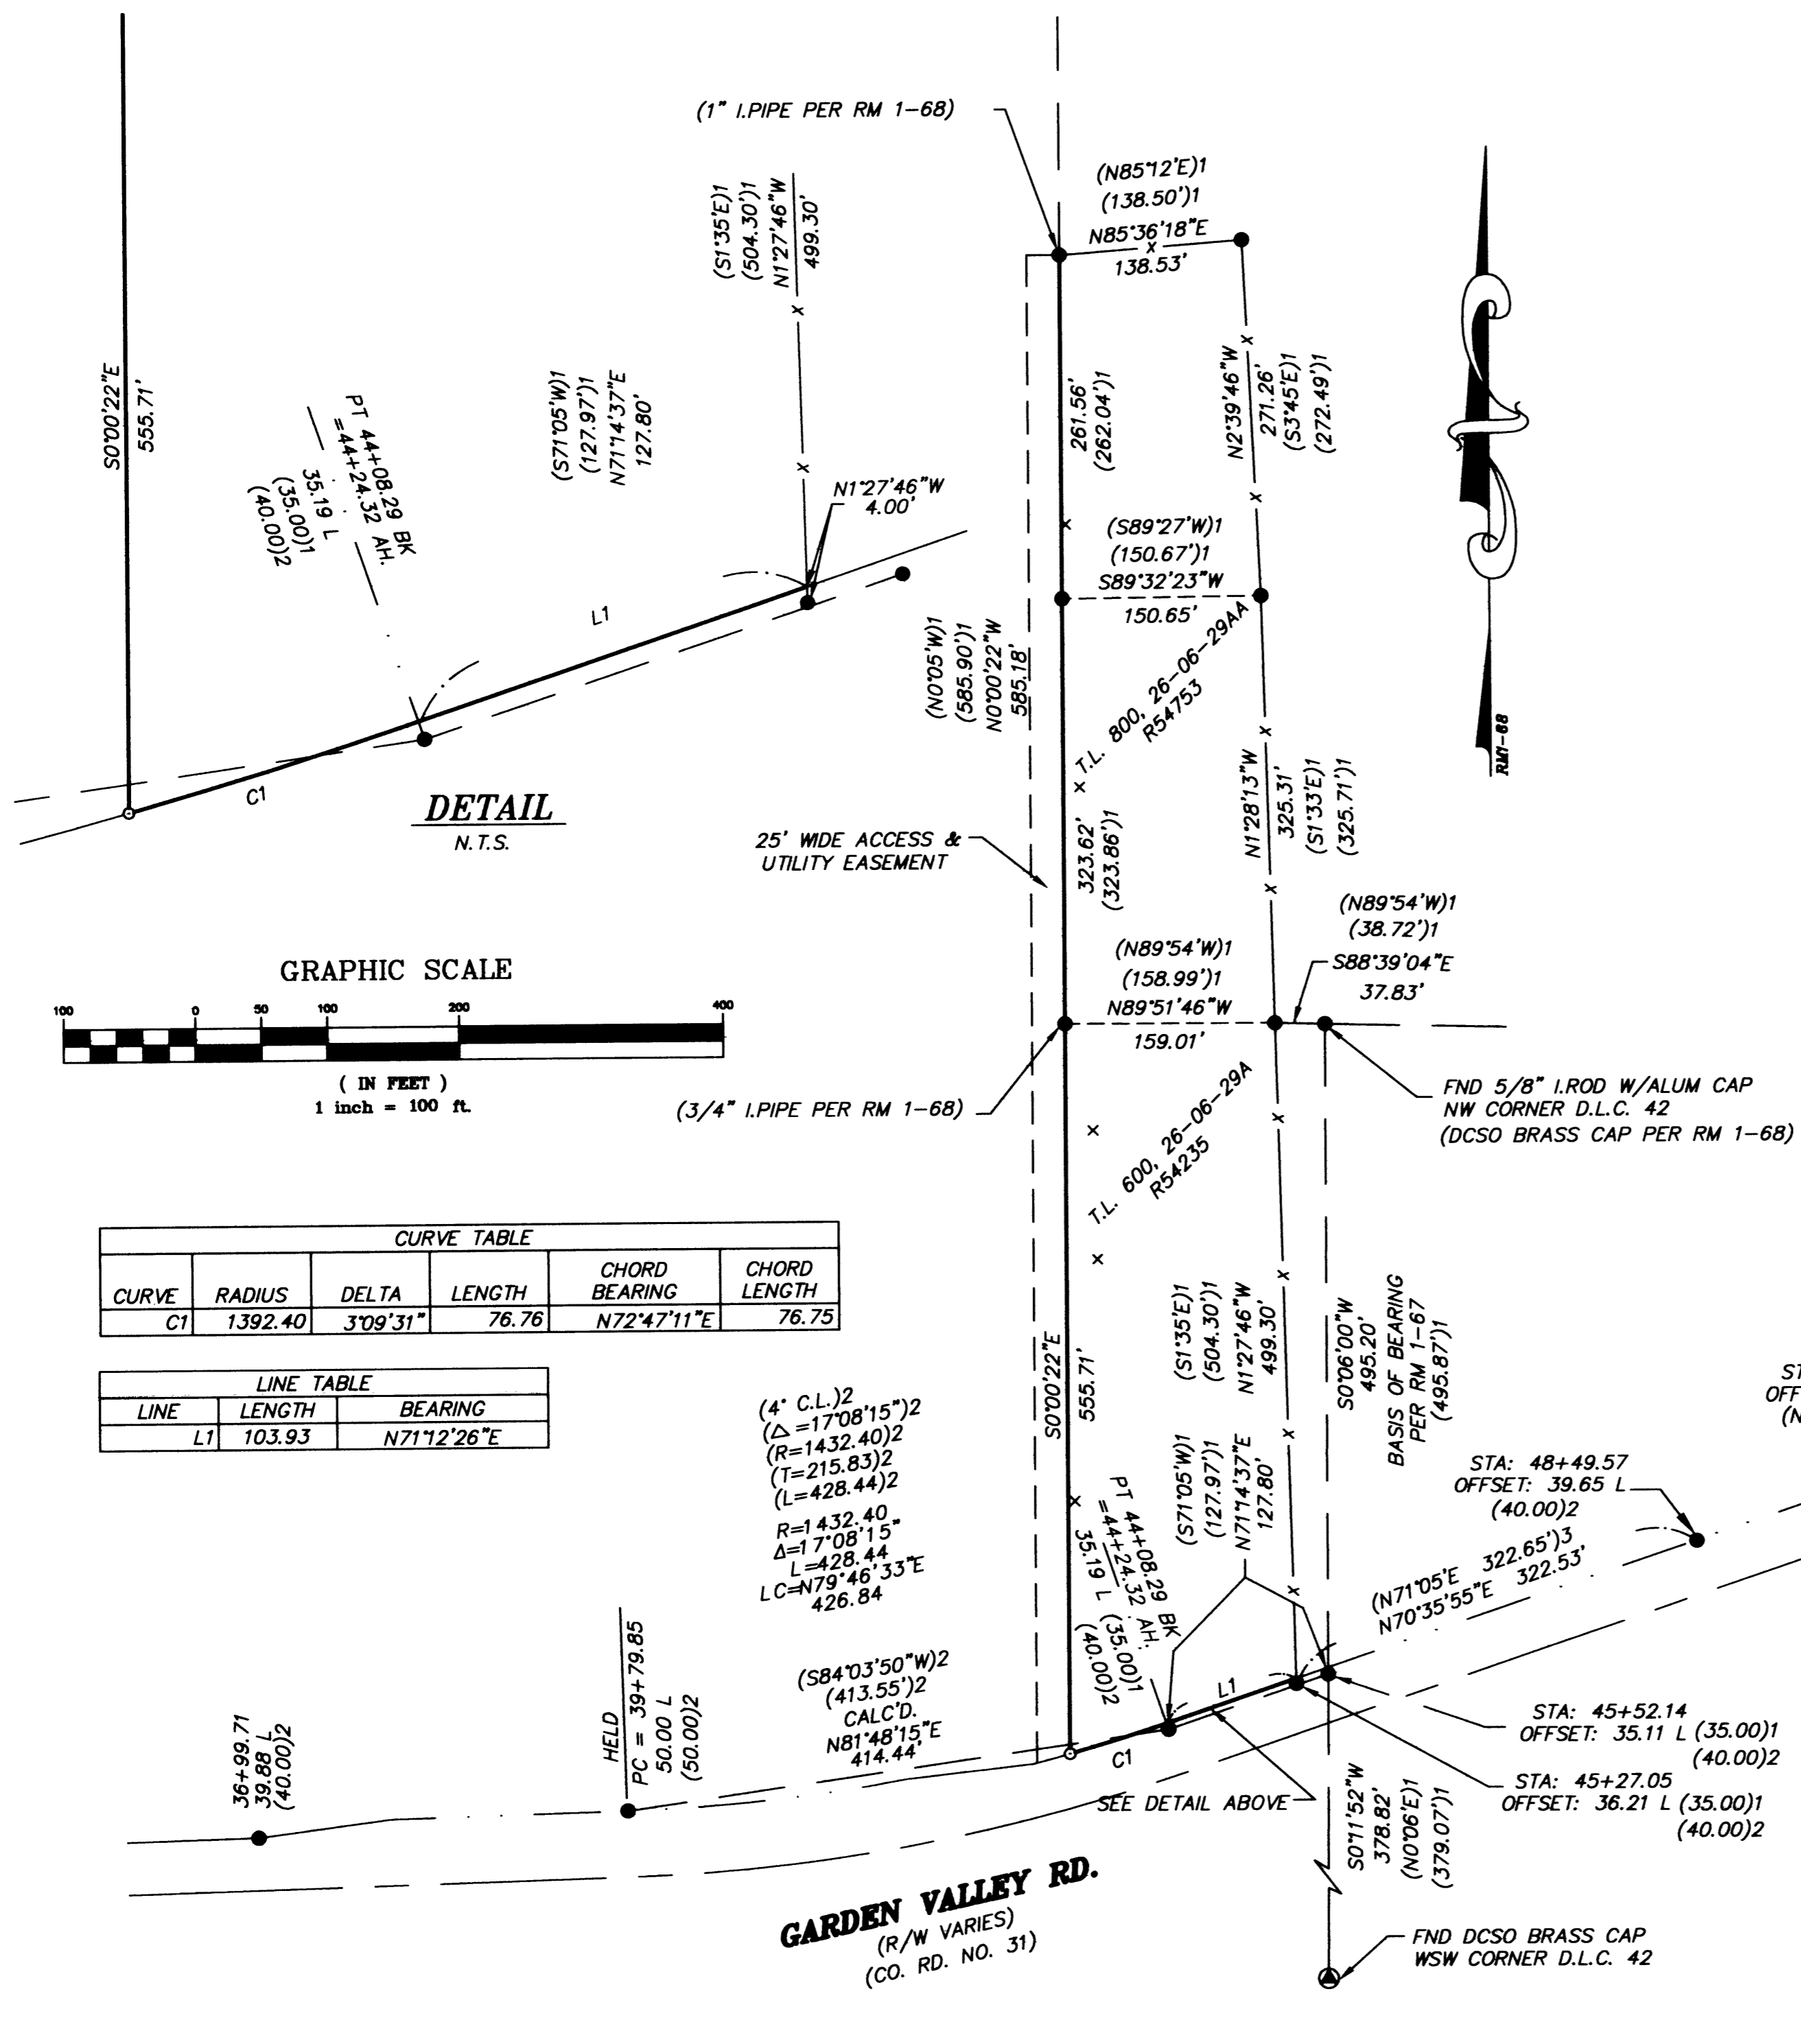 (1" I.PIPE PER RM 1-68)
(N85°12'E)1
(138.50')1
N85°36'18"E
138.53'
(S1°35'E)1
(504.30')1
N1°27'46"W
499.30'
S0°00'22"E
555.71'
PT 44+08.29 BK
=44+24.32 AH.
35.19 L
(35.00)1
(40.00)2
(S71°05'W)1
(127.97')1
N71°14'37"E
127.80'
N1°27'46"W
4.00'
L1
C1
DETAIL
N.T.S.
261.56'
(262.04')1
N2°39'46"W
271.26'
(S3°45'E)1
(272.49')1
(S89°27'W)1
(150.67')1
S89°32'23"W
150.65'
(N0°05'W)1
(585.90')1
N0°00'22"W
585.18'
T.L. 800, 26-06-29AA
R54753
RM1-68
25' WIDE ACCESS &
UTILITY EASEMENT
323.62'
(323.86')1
N1°28'13"W
325.31'
(S1°33'E)1
(325.71')1
(N89°54'W)1
(38.72')1
S88°39'04"E
37.83'
(N89°54'W)1
(158.99')1
N89°51'46"W
159.01'
GRAPHIC SCALE
100 0 50 100 200 400
( IN FEET )
1 inch = 100 ft.
(3/4" I.PIPE PER RM 1-68)
T.L. 600, 26-06-29A
R54235
FND 5/8" I.ROD W/ALUM CAP
NW CORNER D.L.C. 42
(DCSO BRASS CAP PER RM 1-68)
CURVE TABLE
CURVE RADIUS DELTA LENGTH CHORD BEARING CHORD LENGTH
C1 1392.40 3°09'31" 76.76 N72°47'11"E 76.75
LINE TABLE
LINE LENGTH BEARING
L1 103.93 N71°12'26"E
S0°00'22"E
555.71'
(S1°35'E)1
(504.30')1
N1°27'46"W
499.30'
S0°06'00"W
495.20'
BASIS OF BEARING
PER RM 1-67
(495.87')1
(4° C.L.)2
(Δ =17°08'15")2
(R=1432.40)2
(T=215.83)2
(L=428.44)2
R=1432.40
Δ=17°08'15"
L=428.44
LC=N79°46'33"E
426.84
PT 44+08.29 BK
=44+24.32 AH.
35.19 L (35.00)1
(40.00)2
(S71°05'W)1
(127.97')1
N71°14'37"E
127.80'
ST
OFF
(N
STA: 48+49.57
OFFSET: 39.65 L
(40.00)2
(N71°05'E 322.65')3
N70°35'55"E 322.53'
36+99.71
39.88 L
(40.00)2
HELD
PC = 39+79.85
50.00 L
(50.00)2
(S84°03'50"W)2
(413.55')2
CALC'D.
N81°48'15"E
414.44'
C1
L1
SEE DETAIL ABOVE
STA: 45+52.14
OFFSET: 35.11 L (35.00)1
(40.00)2
STA: 45+27.05
OFFSET: 36.21 L (35.00)1
(40.00)2
S0°11'52"W
378.82'
(N0°06'E)1
(379.07')1
GARDEN VALLEY RD.
(R/W VARIES)
(CO. RD. NO. 31)
FND DCSO BRASS CAP
WSW CORNER D.L.C. 42